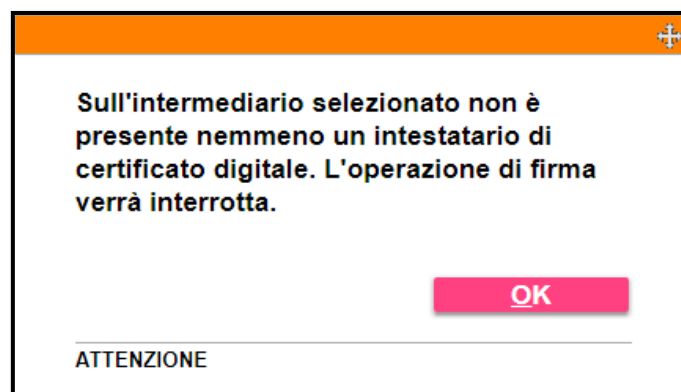 Sull'intermediario selezionato non è
presente nemmeno un intestatario di
certificato digitale. L'operazione di firma
verrà interrotta.
OK
ATTENZIONE